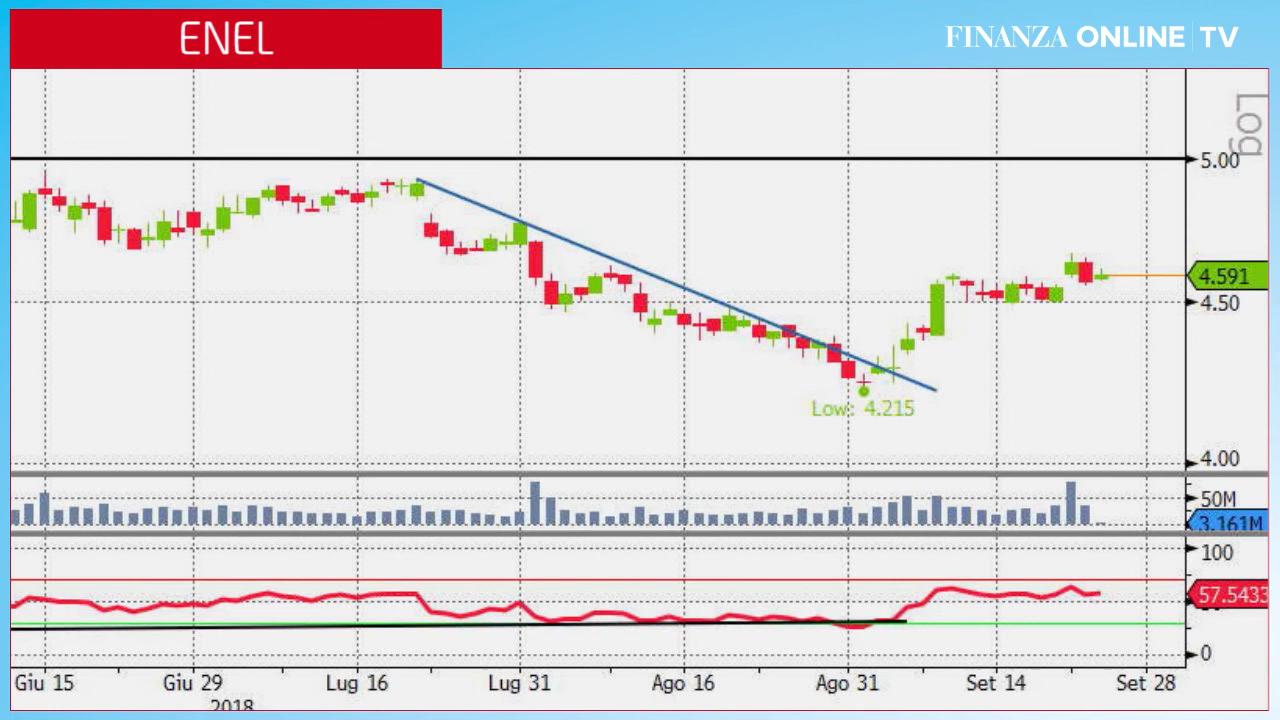 ENEL
FINANZA ONLINE TV
Log
5.00
4.591
4.50
Low: 4.215
4.00
50M
3.161M
100
57.5433
0
Giu 15 Giu 29 Lug 16 Lug 31 Ago 16 Ago 31 Set 14 Set 28
2018